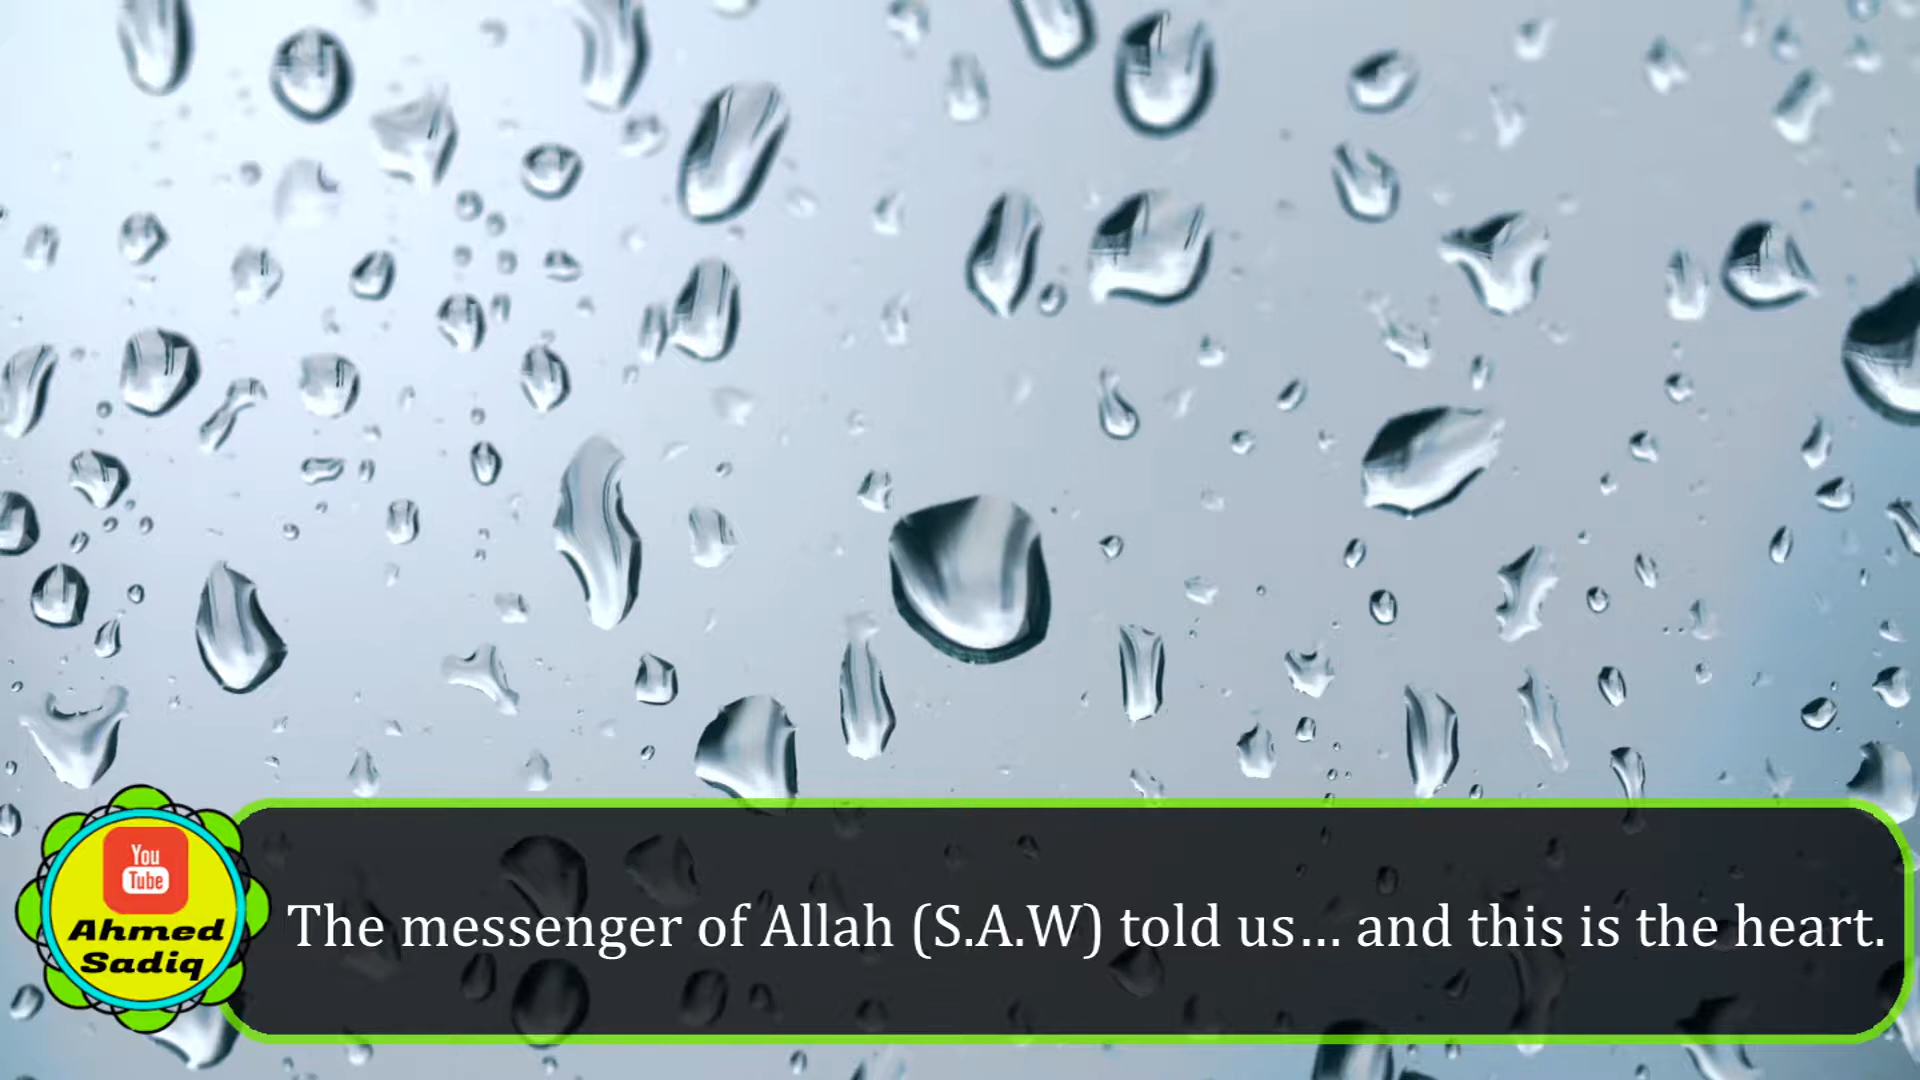 You
Tube
Ahmed
Sadiq
The messenger of Allah (S.A.W) told us... and this is the heart.